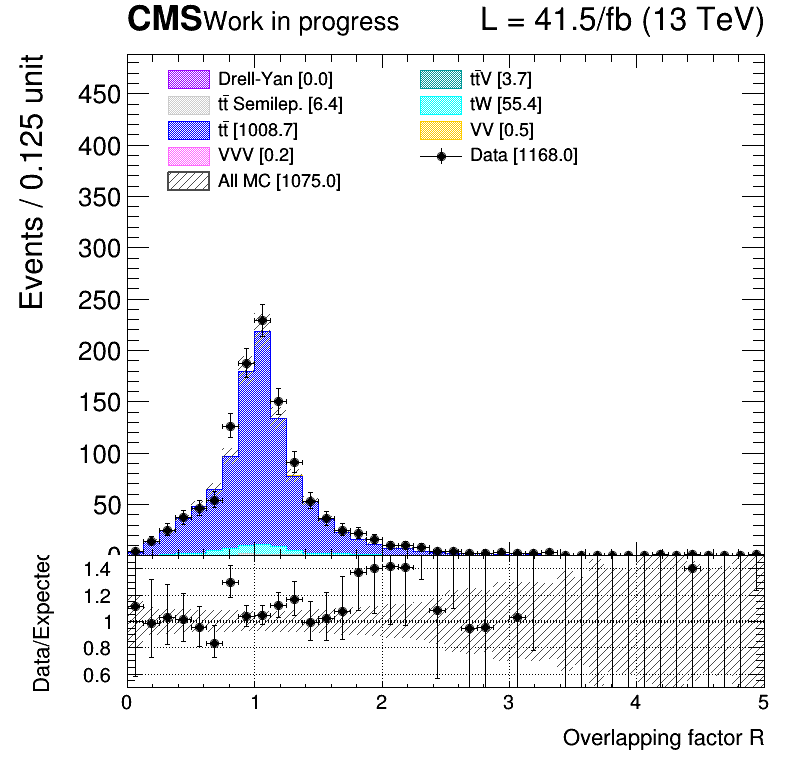 CMS Work in progress L = 41.5/fb (13 TeV)
Events / 0.125 unit
Drell-Yan [0.0]
tt̄ Semilep. [6.4]
tt̄ [1008.7]
VVV [0.2]
All MC [1075.0]
tt̄V [3.7]
tW [55.4]
VV [0.5]
Data [1168.0]
450
400
350
300
250
200
150
100
50
0
Data/Expected
1.4
1.2
1
0.8
0.6
0 1 2 3 4 5
Overlapping factor R